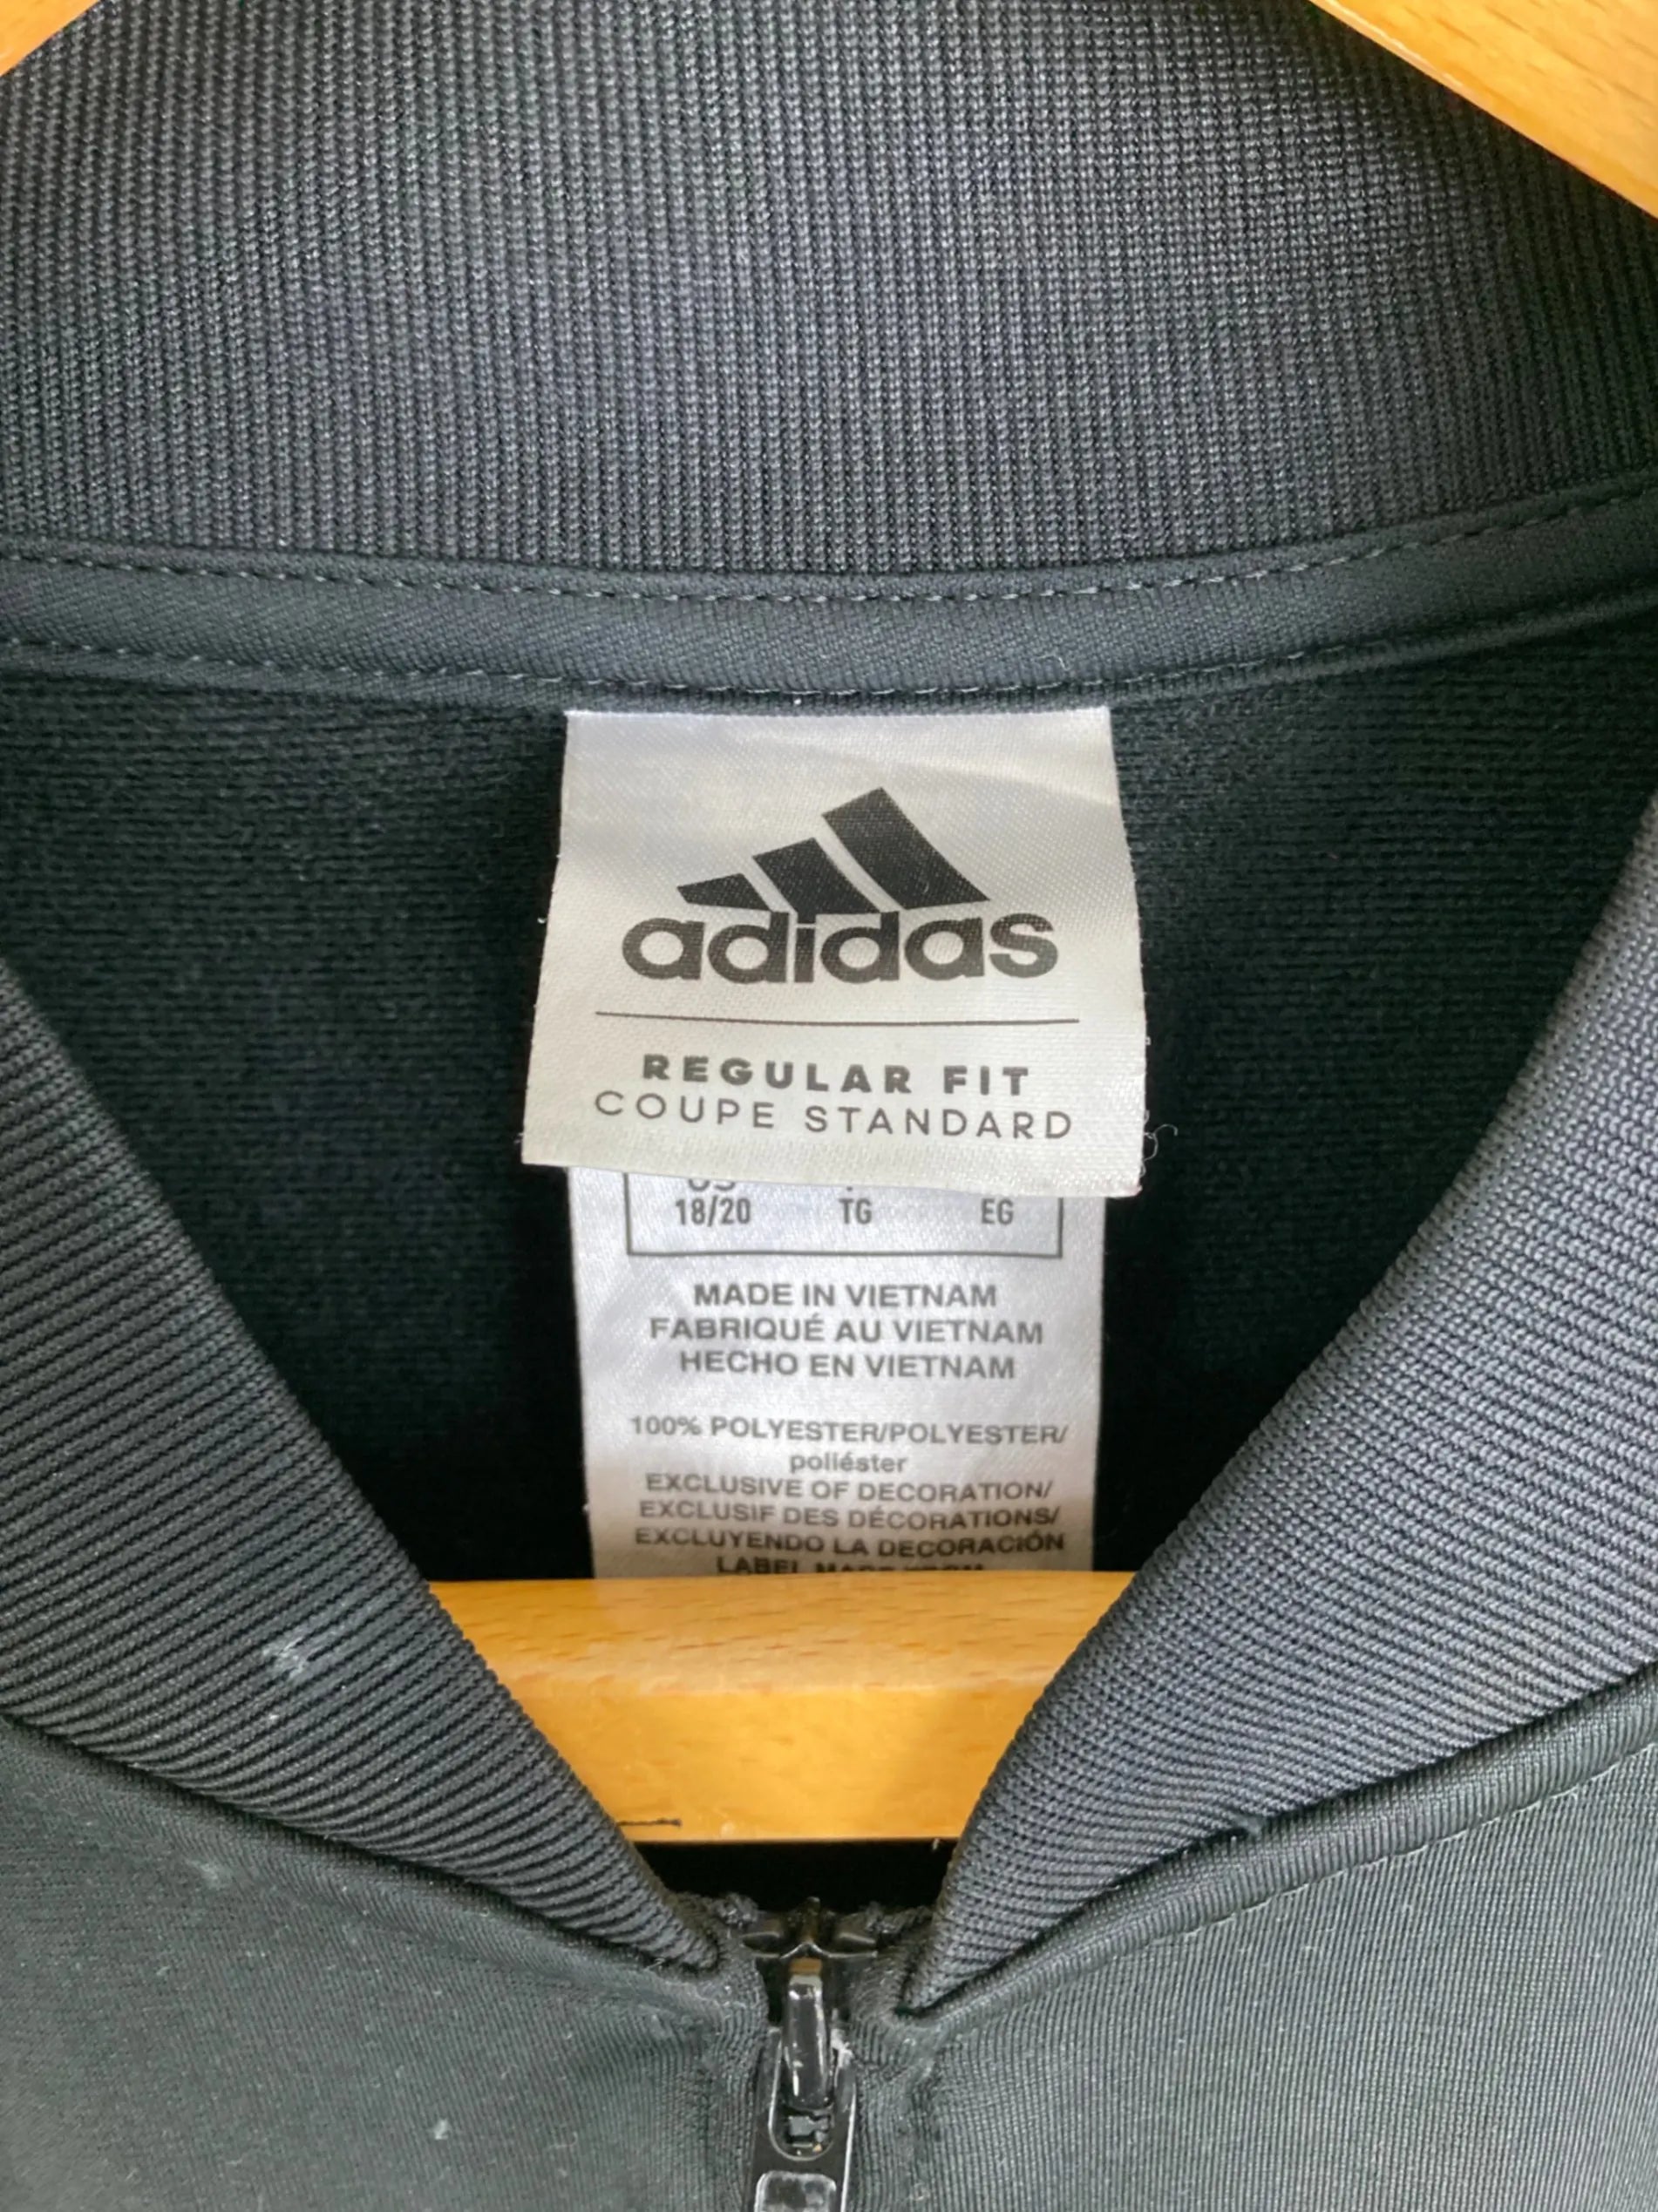 adidas
REGULAR FIT
COUPE STANDARD
18/20 TG EG
MADE IN VIETNAM
FABRIQUÉ AU VIETNAM
HECHO EN VIETNAM
100% POLYESTER/POLYESTER/
poliéster
EXCLUSIVE OF DECORATION/
EXCLUSIF DES DÉCORATIONS/
EXCLUYENDO LA DECORACIÓN
LABEL